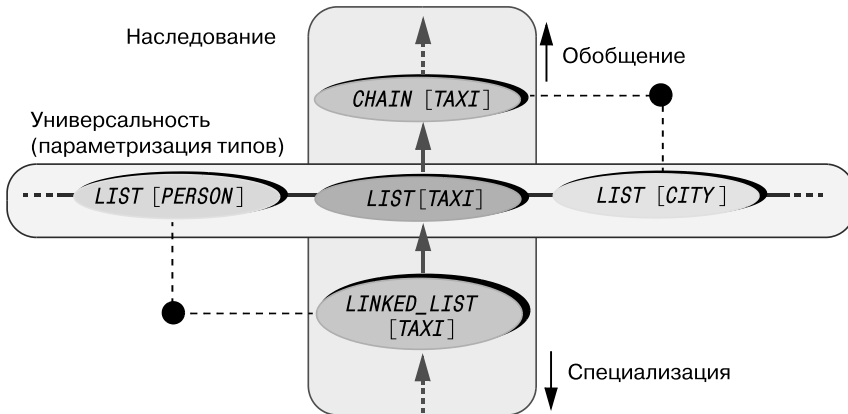 Наследование
Обобщение
CHAIN [TAXI]
Универсальность
(параметризация типов)
LIST [PERSON]
LIST[TAXI]
LIST [CITY]
LINKED_LIST
[TAXI]
Специализация